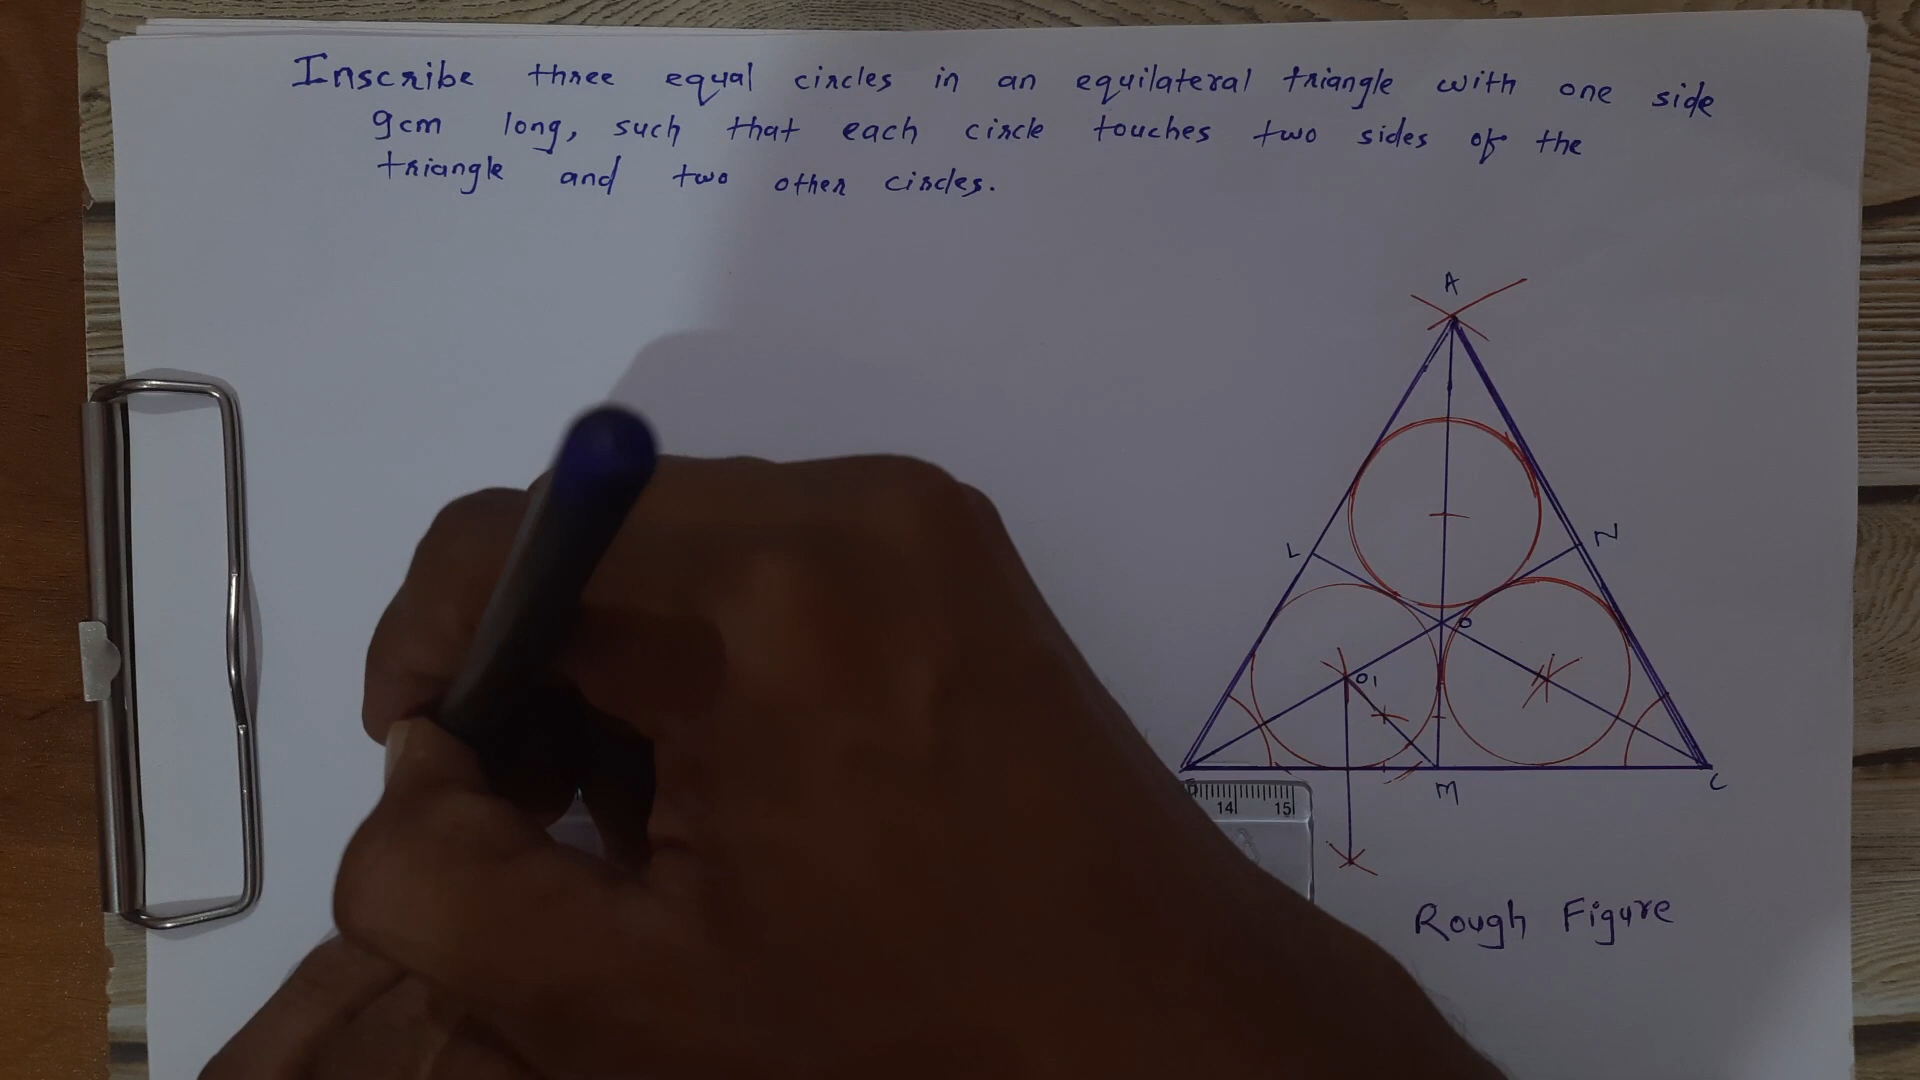 Inscribe three equal circles in an equilateral triangle with one side
9cm long, such that each circle touches two sides of the
triangle and two other circles.
A
L
N
O
O1
M
C
14 15
Rough Figure